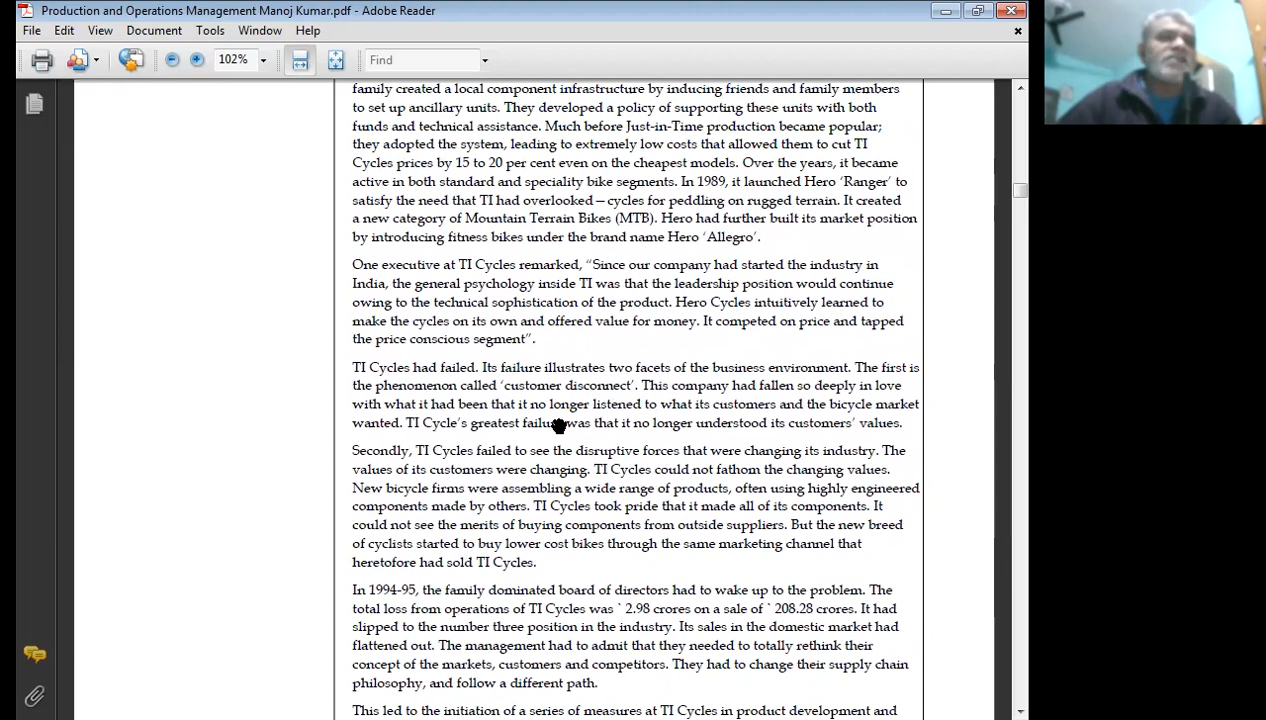 Production and Operations Management Manoj Kumar.pdf - Adobe Reader
File Edit View Document Tools Window Help
102% Find
family created a local component infrastructure by inducing friends and family members
to set up ancillary units. They developed a policy of supporting these units with both
funds and technical assistance. Much before Just-in-Time production became popular;
they adopted the system, leading to extremely low costs that allowed them to cut TI
Cycles prices by 15 to 20 per cent even on the cheapest models. Over the years, it became
active in both standard and speciality bike segments. In 1989, it launched Hero ‘Ranger’ to
satisfy the need that TI had overlooked—cycles for peddling on rugged terrain. It created
a new category of Mountain Terrain Bikes (MTB). Hero had further built its market position
by introducing fitness bikes under the brand name Hero ‘Allegro’.
One executive at TI Cycles remarked, “Since our company had started the industry in
India, the general psychology inside TI was that the leadership position would continue
owing to the technical sophistication of the product. Hero Cycles intuitively learned to
make the cycles on its own and offered value for money. It competed on price and tapped
the price conscious segment”.
TI Cycles had failed. Its failure illustrates two facets of the business environment. The first is
the phenomenon called ‘customer disconnect’. This company had fallen so deeply in love
with what it had been that it no longer listened to what its customers and the bicycle market
wanted. TI Cycle’s greatest failure was that it no longer understood its customers’ values.
Secondly, TI Cycles failed to see the disruptive forces that were changing its industry. The
values of its customers were changing. TI Cycles could not fathom the changing values.
New bicycle firms were assembling a wide range of products, often using highly engineered
components made by others. TI Cycles took pride that it made all of its components. It
could not see the merits of buying components from outside suppliers. But the new breed
of cyclists started to buy lower cost bikes through the same marketing channel that
heretofore had sold TI Cycles.
In 1994-95, the family dominated board of directors had to wake up to the problem. The
total loss from operations of TI Cycles was ` 2.98 crores on a sale of ` 208.28 crores. It had
slipped to the number three position in the industry. Its sales in the domestic market had
flattened out. The management had to admit that they needed to totally rethink their
concept of the markets, customers and competitors. They had to change their supply chain
philosophy, and follow a different path.
This led to the initiation of a series of measures at TI Cycles in product development and